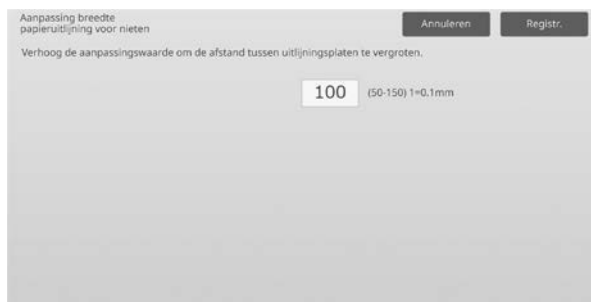 Aanpassing breedte
papieruitlijning voor nieten
Annuleren
Registr.
Verhoog de aanpassingswaarde om de afstand tussen uitlijningsplaten te vergroten.
100 (50-150) 1=0.1mm